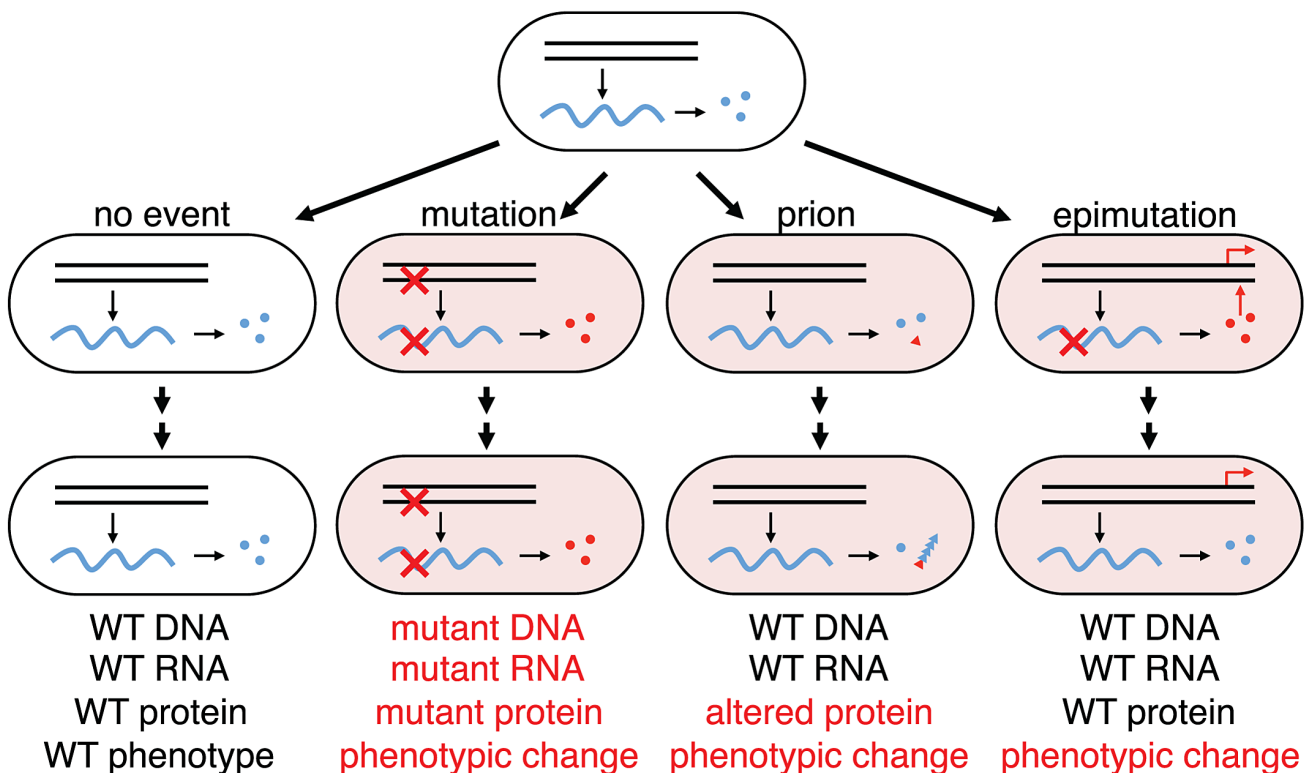 no event
mutation
prion
epimutation
WT DNA
WT RNA
WT protein
WT phenotype
mutant DNA
mutant RNA
mutant protein
phenotypic change
WT DNA
WT RNA
altered protein
phenotypic change
WT DNA
WT RNA
WT protein
phenotypic change